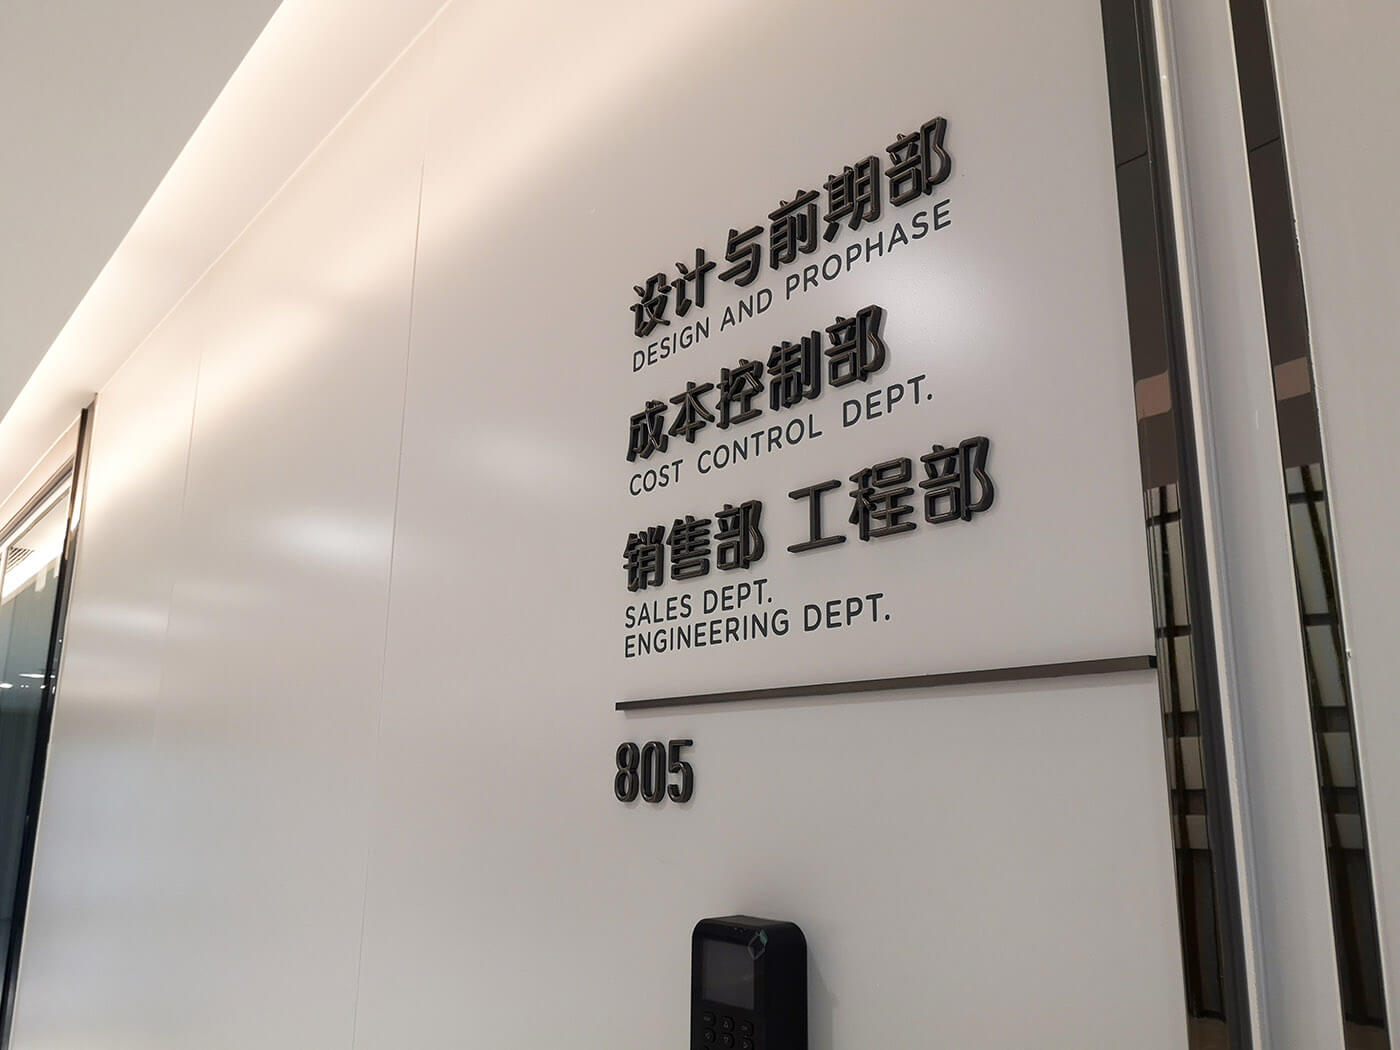 设计与前期部
DESIGN AND PROPHASE
成本控制部
COST CONTROL DEPT.
销售部 工程部
SALES DEPT.
ENGINEERING DEPT.
805